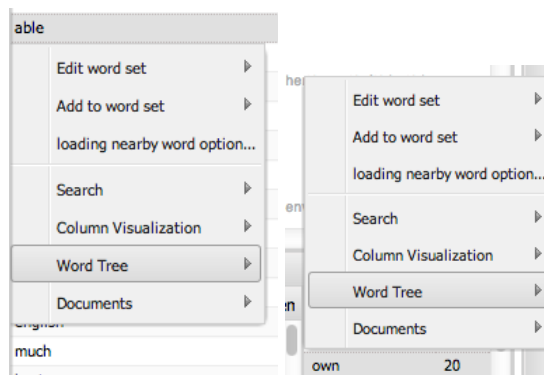 able
Edit word set
Add to word set
loading nearby word option...
Search
Column Visualization
Word Tree
Documents
much
Edit word set
Add to word set
loading nearby word option...
Search
Column Visualization
Word Tree
Documents
own 20